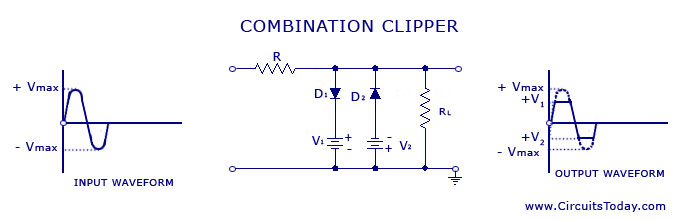 COMBINATION CLIPPER
+ Vmax
- Vmax
INPUT WAVEFORM
R
D1
D2
RL
V1
+
-
-
+
V2
+ Vmax
+V1
+V2
- Vmax
OUTPUT WAVEFORM
www.CircuitsToday.com